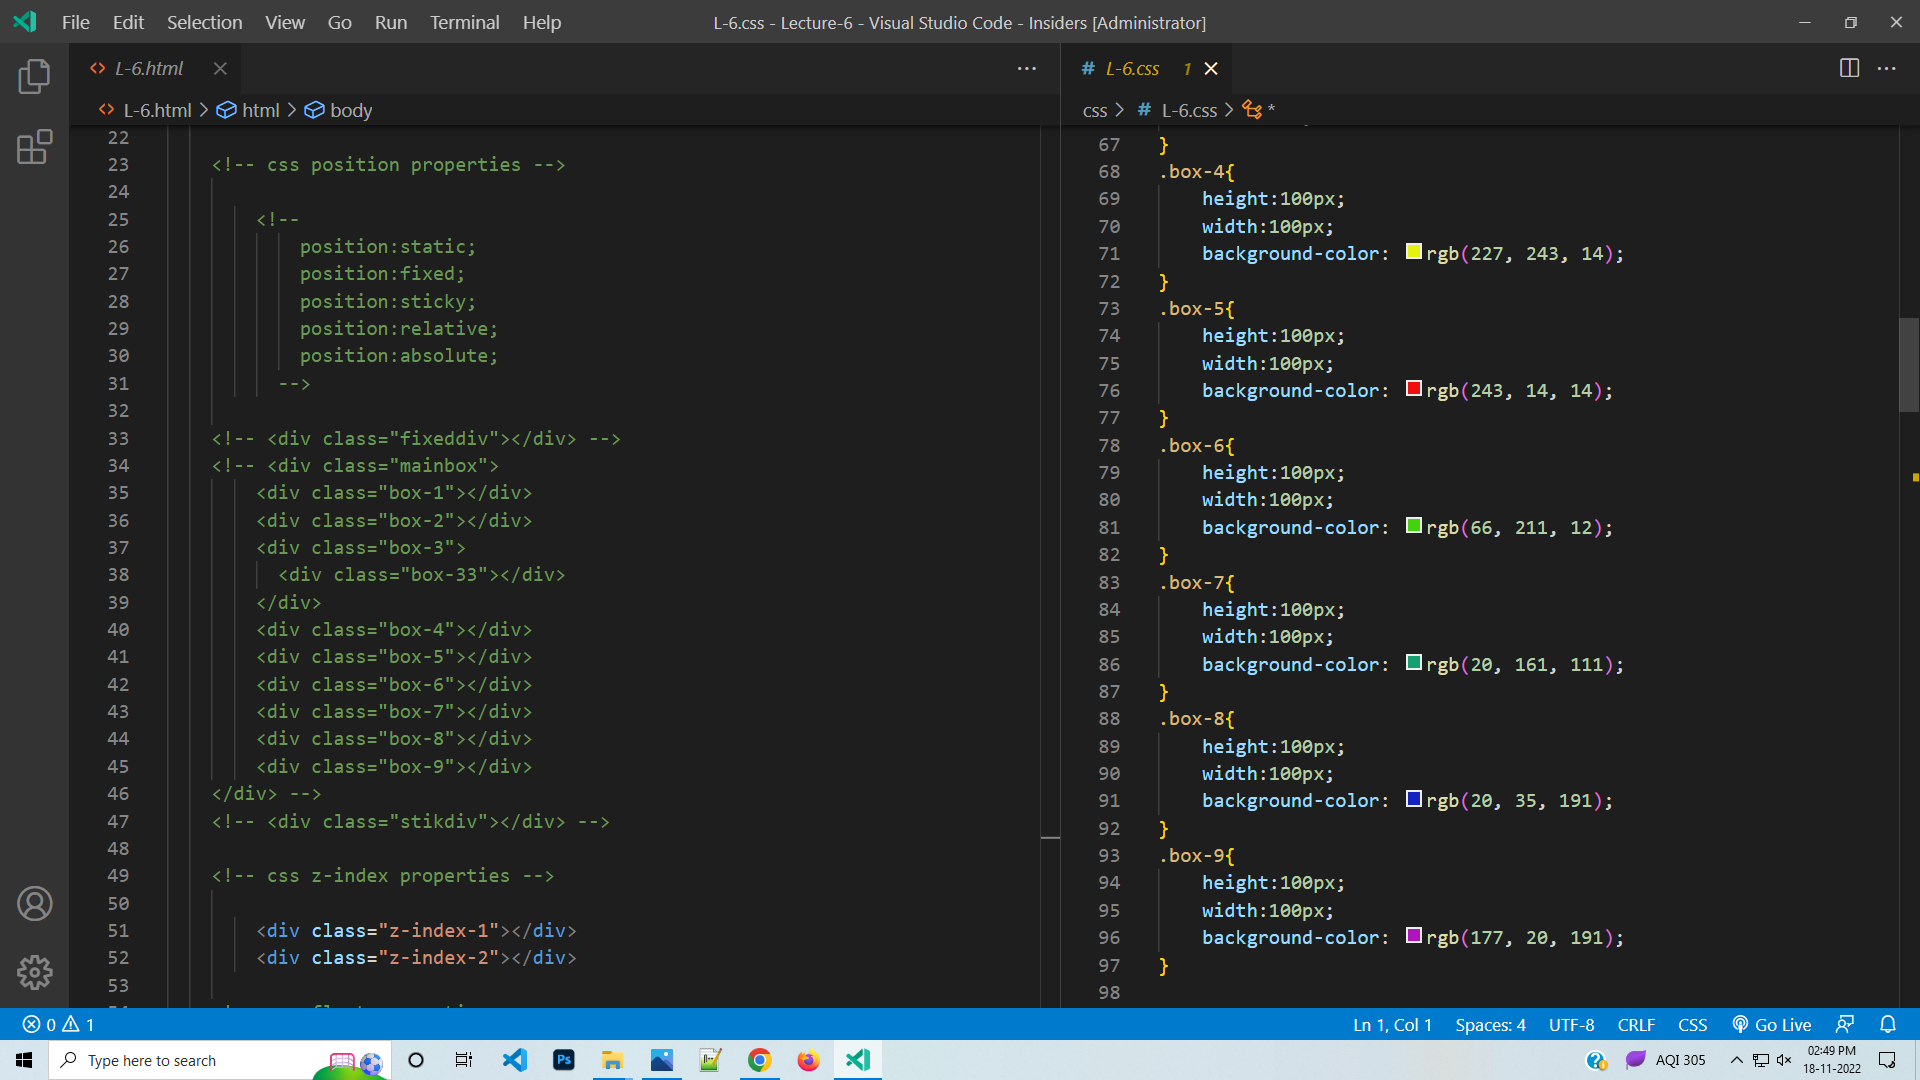 File Edit Selection View Go Run Terminal Help
L-6.css - Lecture-6 - Visual Studio Code - Insiders [Administrator]
L-6.html
L-6.html > html > body
22
23 <!-- css position properties -->
24
25 <!--
26 position:static;
27 position:fixed;
28 position:sticky;
29 position:relative;
30 position:absolute;
31 -->
32
33 <!-- <div class="fixeddiv"></div> -->
34 <!-- <div class="mainbox">
35 <div class="box-1"></div>
36 <div class="box-2"></div>
37 <div class="box-3">
38 <div class="box-33"></div>
39 </div>
40 <div class="box-4"></div>
41 <div class="box-5"></div>
42 <div class="box-6"></div>
43 <div class="box-7"></div>
44 <div class="box-8"></div>
45 <div class="box-9"></div>
46 </div> -->
47 <!-- <div class="stikdiv"></div> -->
48
49 <!-- css z-index properties -->
50
51 <div class="z-index-1"></div>
52 <div class="z-index-2"></div>
53
# L-6.css 1
css > # L-6.css > *
67 }
68 .box-4{
69 height:100px;
70 width:100px;
71 background-color: rgb(227, 243, 14);
72 }
73 .box-5{
74 height:100px;
75 width:100px;
76 background-color: rgb(243, 14, 14);
77 }
78 .box-6{
79 height:100px;
80 width:100px;
81 background-color: rgb(66, 211, 12);
82 }
83 .box-7{
84 height:100px;
85 width:100px;
86 background-color: rgb(20, 161, 111);
87 }
88 .box-8{
89 height:100px;
90 width:100px;
91 background-color: rgb(20, 35, 191);
92 }
93 .box-9{
94 height:100px;
95 width:100px;
96 background-color: rgb(177, 20, 191);
97 }
98
0 1
Ln 1, Col 1 Spaces: 4 UTF-8 CRLF CSS Go Live
Type here to search
Ps
AQI 305
02:49 PM
18-11-2022